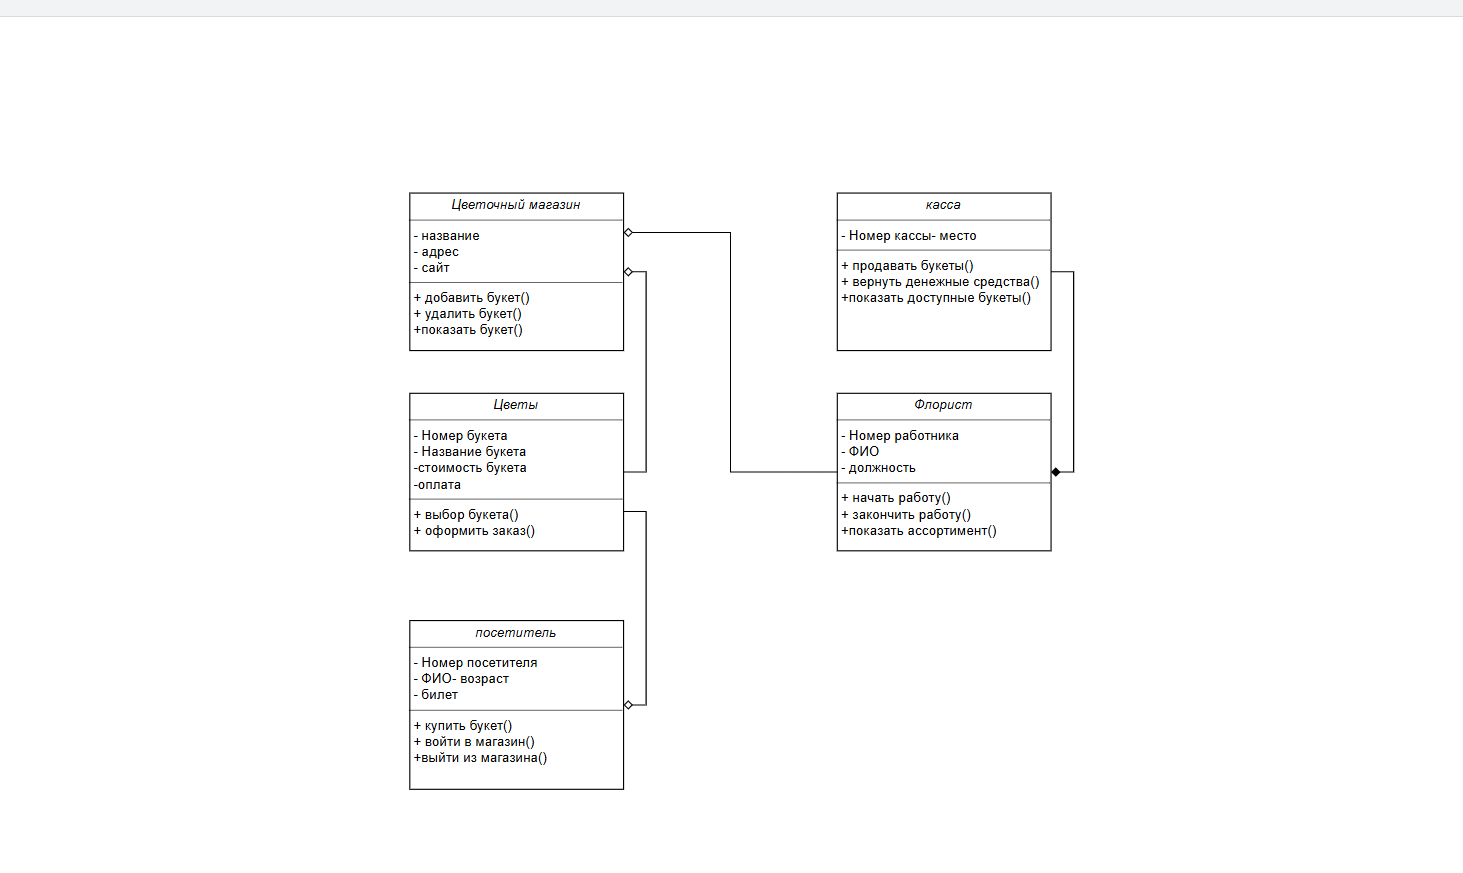 Цветочный магазин
- название
- адрес
- сайт
+ добавить букет()
+ удалить букет()
+показать букет()
касса
- Номер кассы- место
+ продавать букеты()
+ вернуть денежные средства()
+показать доступные букеты()
Цветы
- Номер букета
- Название букета
-стоимость букета
-оплата
+ выбор букета()
+ оформить заказ()
Флорист
- Номер работника
- ФИО
- должность
+ начать работу()
+ закончить работу()
+показать ассортимент()
посетитель
- Номер посетителя
- ФИО- возраст
- билет
+ купить букет()
+ войти в магазин()
+выйти из магазина()